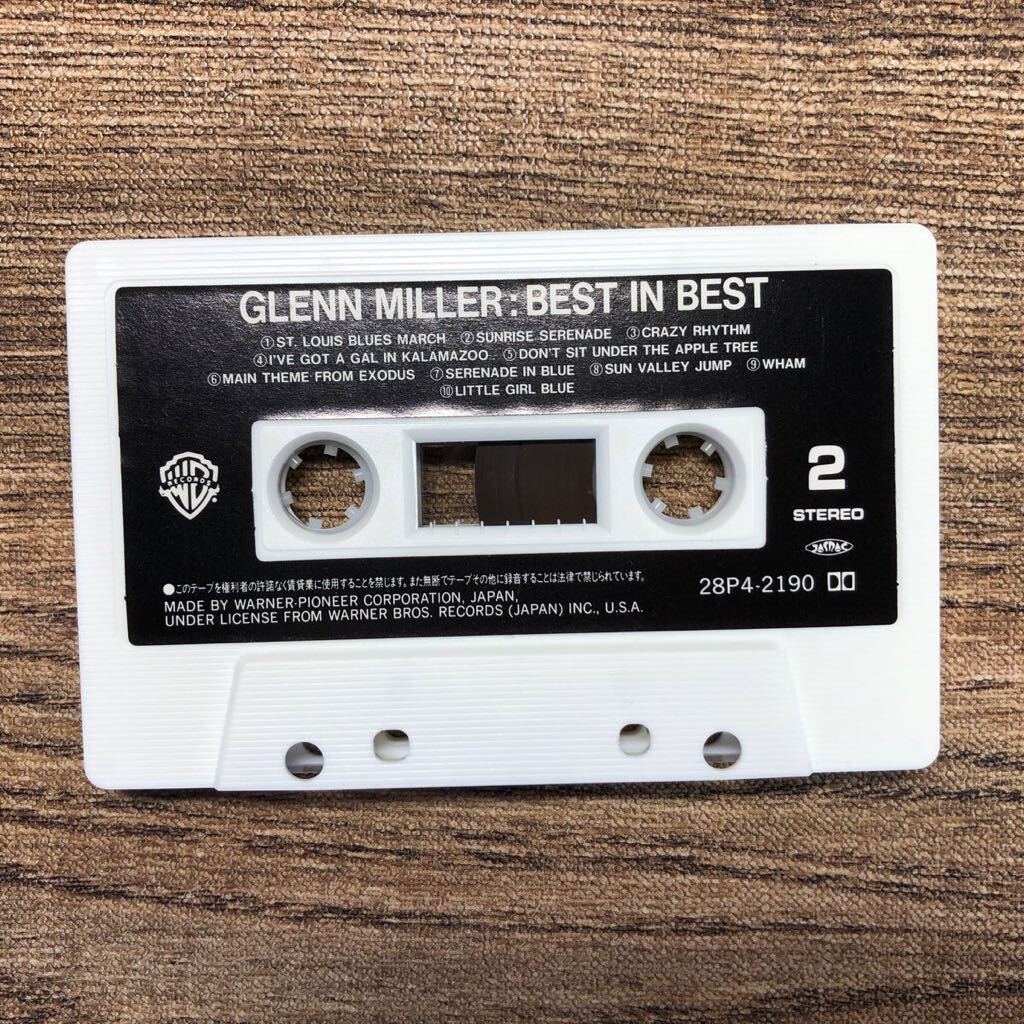 GLENN MILLER: BEST IN BEST
①ST. LOUIS BLUES MARCH ②SUNRISE SERENADE ③CRAZY RHYTHM
④I'VE GOT A GAL IN KALAMAZOO ⑤DON'T SIT UNDER THE APPLE TREE
⑥MAIN THEME FROM EXODUS ⑦SERENADE IN BLUE ⑧SUN VALLEY JUMP ⑨WHAM
⑩LITTLE GIRL BLUE
WB
RECORDS
2
STEREO
JASRAC
●このテープを権利者の許諾なく賃貸業に使用することを禁じます。また無断でテープその他に録音することは法律で禁じられています。
MADE BY WARNER-PIONEER CORPORATION, JAPAN,
UNDER LICENSE FROM WARNER BROS. RECORDS (JAPAN) INC., U.S.A.
28P4-2190